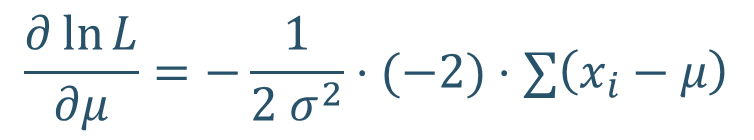 ∂ ln L / ∂μ = − 1 / 2 σ² · (−2) · ∑(xᵢ − μ)